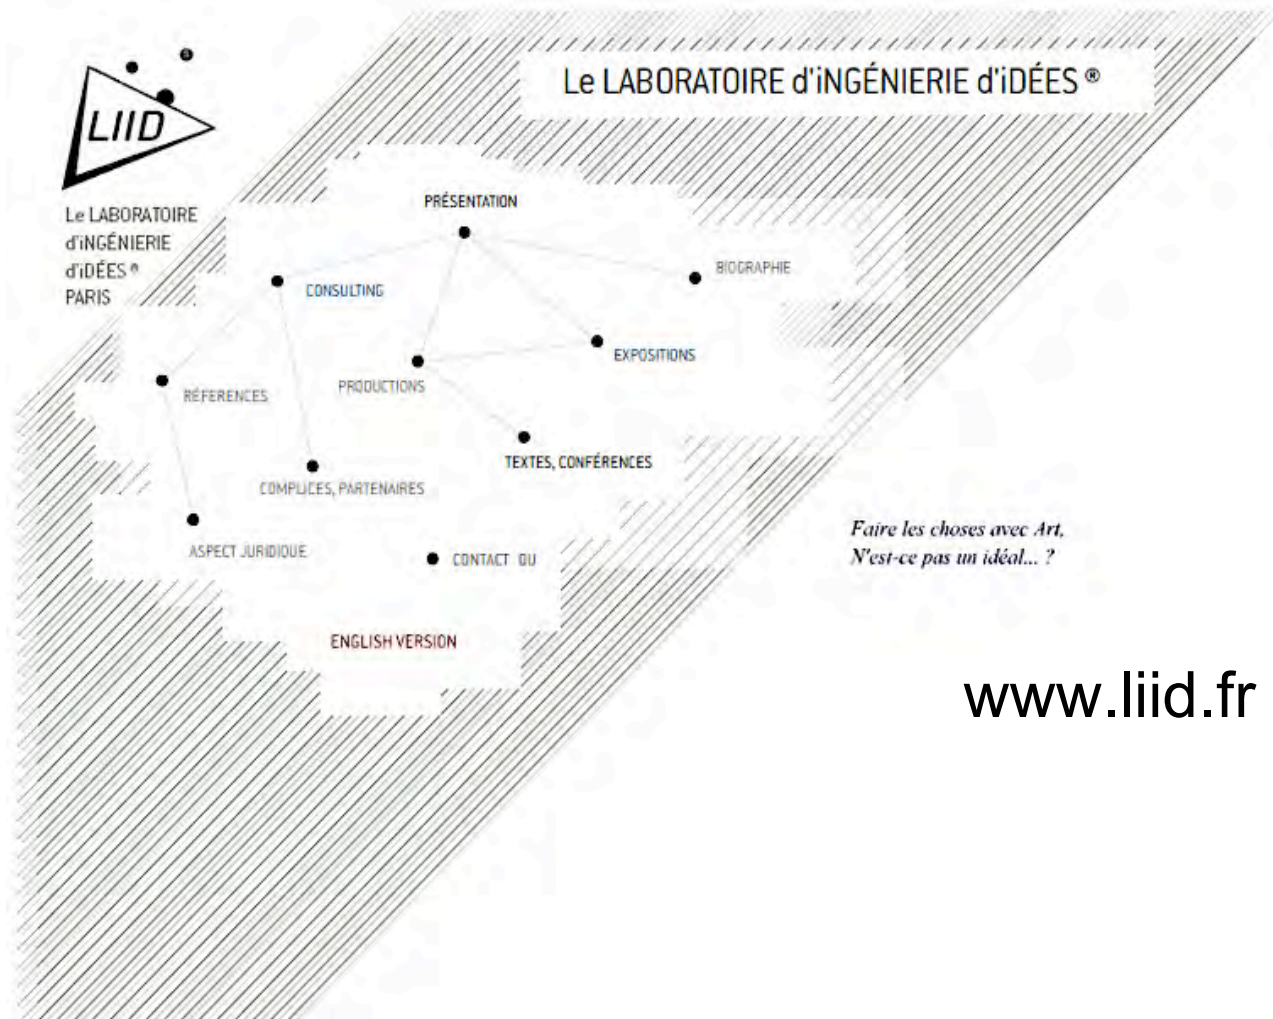 Le LABORATOIRE d'iNGÉNIERIE d'iDÉES ®
LIID
Le LABORATOIRE
d'iNGÉNIERIE
d'iDÉES ®
PARIS
PRÉSENTATION
BIOGRAPHIE
CONSULTING
EXPOSITIONS
PRODUCTIONS
RÉFERENCES
TEXTES, CONFÉRENCES
COMPLICES, PARTENAIRES
Faire les choses avec Art,
N'est-ce pas un idéal... ?
ASPECT JURIDIQUE
CONTACT OU
ENGLISH VERSION
www.liid.fr